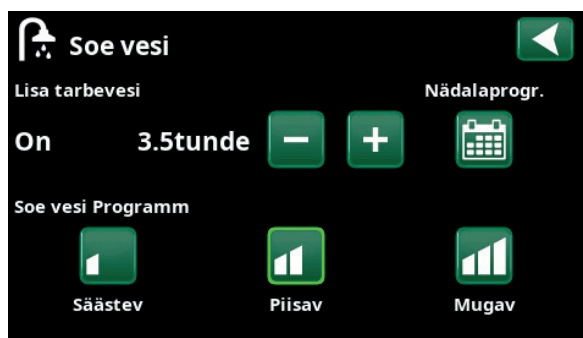 Soe vesi
Lisa tarbevesi Nädalaprogr.
On 3.5tunde − +
Soe vesi Programm
Säästev Piisav Mugav